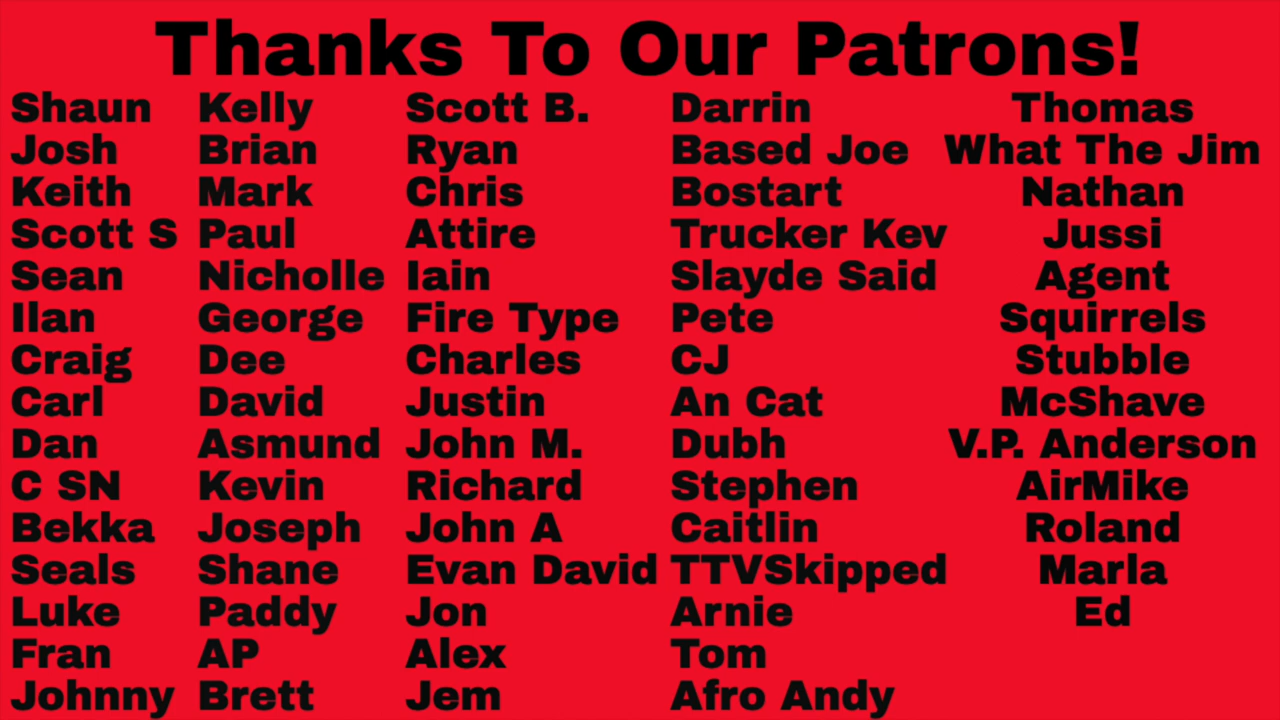 Thanks To Our Patrons!
Shaun
Josh
Keith
Scott S
Sean
Ilan
Craig
Carl
Dan
C SN
Bekka
Seals
Luke
Fran
Johnny
Kelly
Brian
Mark
Paul
Nicholle
George
Dee
David
Asmund
Kevin
Joseph
Shane
Paddy
AP
Brett
Scott B.
Ryan
Chris
Attire
Iain
Fire Type
Charles
Justin
John M.
Richard
John A
Evan David
Jon
Alex
Jem
Darrin
Based Joe
Bostart
Trucker Kev
Slayde Said
Pete
CJ
An Cat
Dubh
Stephen
Caitlin
TTVSkipped
Arnie
Tom
Afro Andy
Thomas
What The Jim
Nathan
Jussi
Agent
Squirrels
Stubble
McShave
V.P. Anderson
AirMike
Roland
Marla
Ed